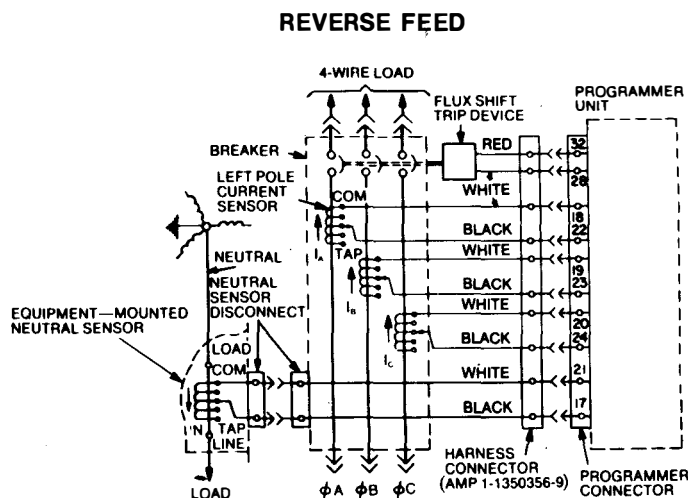 REVERSE FEED
4-WIRE LOAD
FLUX SHIFT
TRIP DEVICE
PROGRAMMER
UNIT
BREAKER
RED
32
28
LEFT POLE
CURRENT
SENSOR
COM
WHITE
18
BLACK
22
I_A
TAP
WHITE
19
NEUTRAL
NEUTRAL
SENSOR
DISCONNECT
I_B
BLACK
23
WHITE
20
EQUIPMENT—MOUNTED
NEUTRAL SENSOR
LOAD
COM
I_C
BLACK
24
WHITE
21
BLACK
17
N
TAP
LINE
LOAD
ϕA
ϕB
ϕC
HARNESS
CONNECTOR
(AMP 1-1350356-9)
PROGRAMMER
CONNECTOR